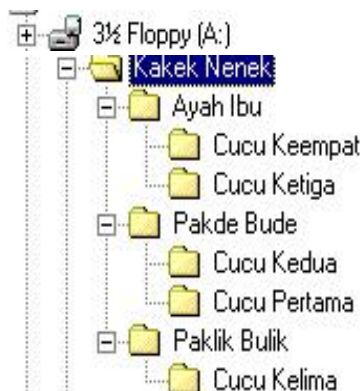 3½ Floppy (A:)
Kakek Nenek
Ayah Ibu
Cucu Keempat
Cucu Ketiga
Pakde Bude
Cucu Kedua
Cucu Pertama
Paklik Bulik
Cucu Kelima